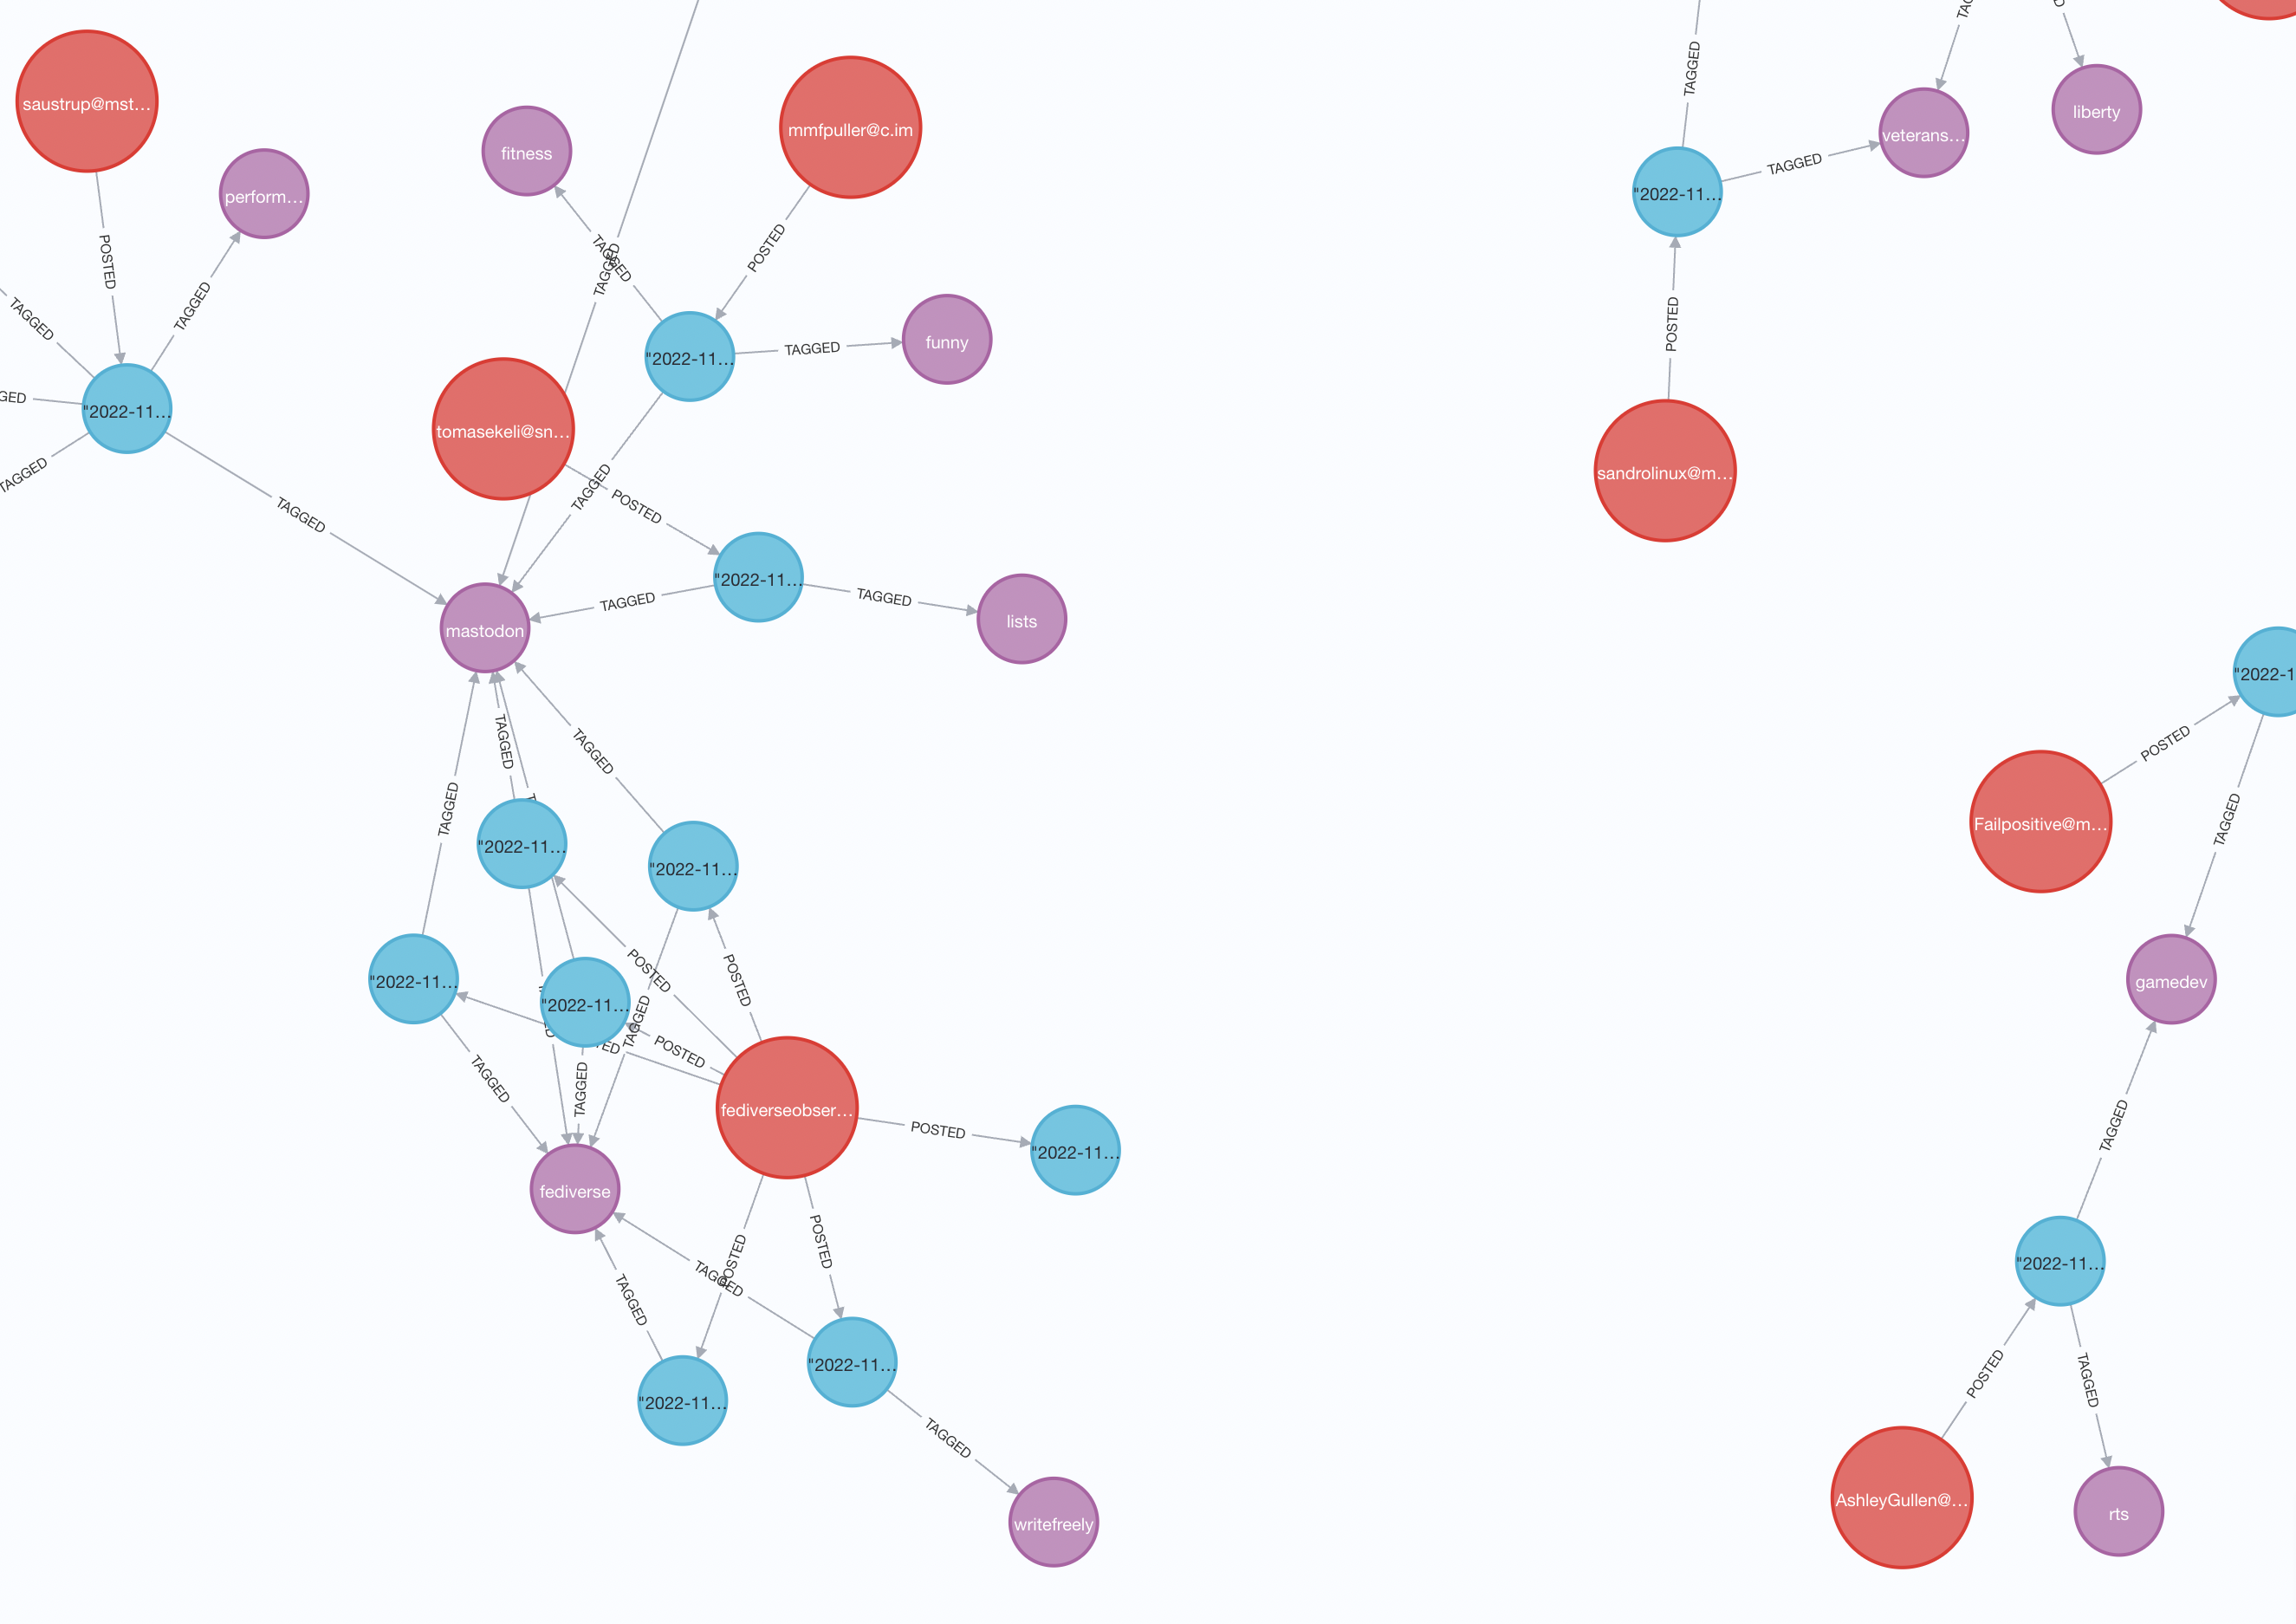 saustrup@mst...
perform...
POSTED
TAGGED
TAGGED
GED
TAGGED
"2022-11...
TAGGED
fitness
mmfpuller@c.im
TAGGED
TAGGED
POSTED
"2022-11...
TAGGED
funny
tomasekeli@sn...
TAGGED
POSTED
"2022-11...
mastodon
TAGGED
TAGGED
lists
TAGGED
TAGGED
TAGGED
"2022-11...
"2022-11...
"2022-11...
"2022-11...
POSTED
POSTED
TAGGED
POSTED
TAGGED
TAGGED
fediverseobser...
POSTED
"2022-11...
fediverse
POSTED
POSTED
TAGGED
TAGGED
"2022-11...
"2022-11...
TAGGED
writefreely
TAGGED
liberty
veterans...
TAGGED
"2022-11...
POSTED
sandrolinux@m...
"2022-1
POSTED
Failpositive@m...
TAGGED
gamedev
TAGGED
"2022-11...
POSTED
TAGGED
AshleyGullen@...
rts